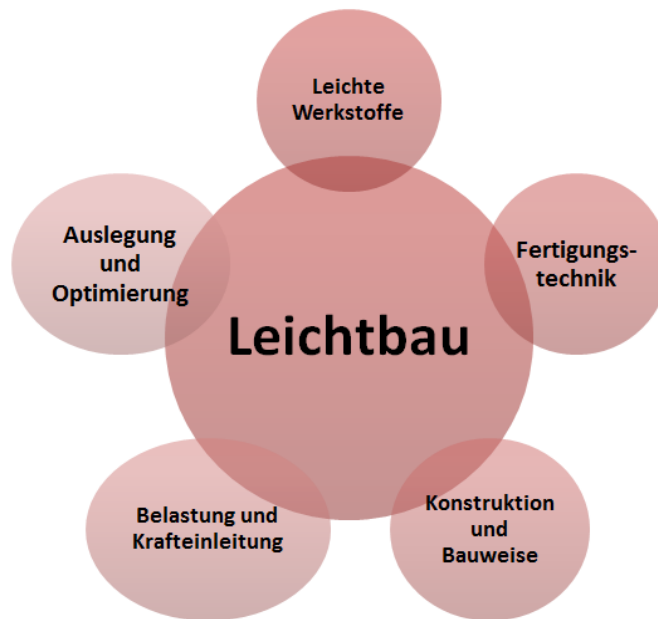 Leichte
Werkstoffe
Auslegung
und
Optimierung
Fertigungs-
technik
Leichtbau
Belastung und
Krafteinleitung
Konstruktion
und
Bauweise